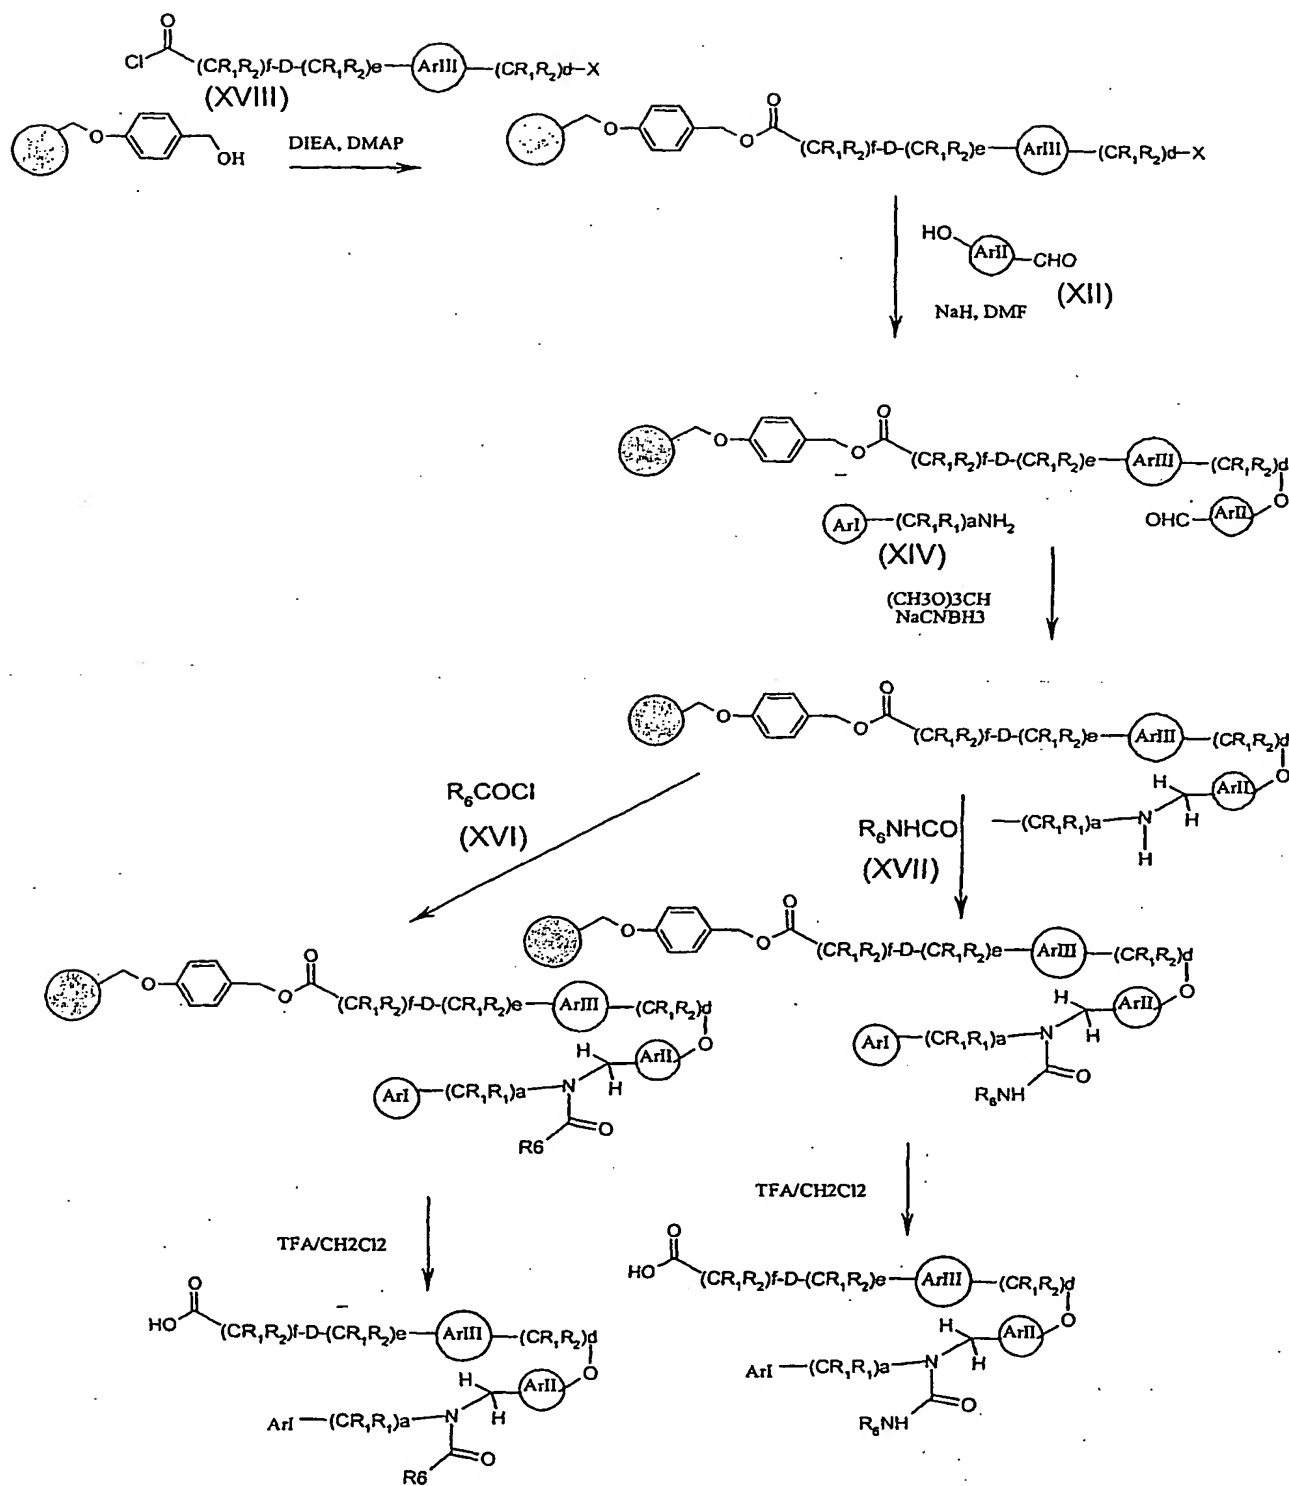 O
Cl
(CR₁R₂)f-D-(CR₁R₂)e ArIII (CR₁R₂)d-X
(XVIII)
O OH
DIEA, DMAP
O O O
(CR₁R₂)f-D-(CR₁R₂)e ArIII (CR₁R₂)d-X
HO ArII CHO
(XII)
NaH, DMF
O O O
(CR₁R₂)f-D-(CR₁R₂)e ArIII (CR₁R₂)d
O
OHC ArII
ArI (CR₁R₁)aNH₂
(XIV)
(CH3O)3CH
NaCNBH3
O O O
(CR₁R₂)f-D-(CR₁R₂)e ArIII (CR₁R₂)d
O
H H ArII
(CR₁R₁)a N
H
R₆COCl
(XVI)
R₆NHCO
(XVII)
O O O
(CR₁R₂)f-D-(CR₁R₂)e ArIII (CR₁R₂)d
O
H H ArII
ArI (CR₁R₁)a N
O
R₆NH
O O O
(CR₁R₂)f-D-(CR₁R₂)e ArIII (CR₁R₂)d
O
H H ArII
ArI (CR₁R₁)a N
O
R6
TFA/CH2Cl2
TFA/CH2Cl2
O
HO
(CR₁R₂)f-D-(CR₁R₂)e ArIII (CR₁R₂)d
O
H H ArII
ArI (CR₁R₁)a N
O
R₆NH
O
HO
(CR₁R₂)f-D-(CR₁R₂)e ArIII (CR₁R₂)d
O
H H ArII
ArI (CR₁R₁)a N
O
R6